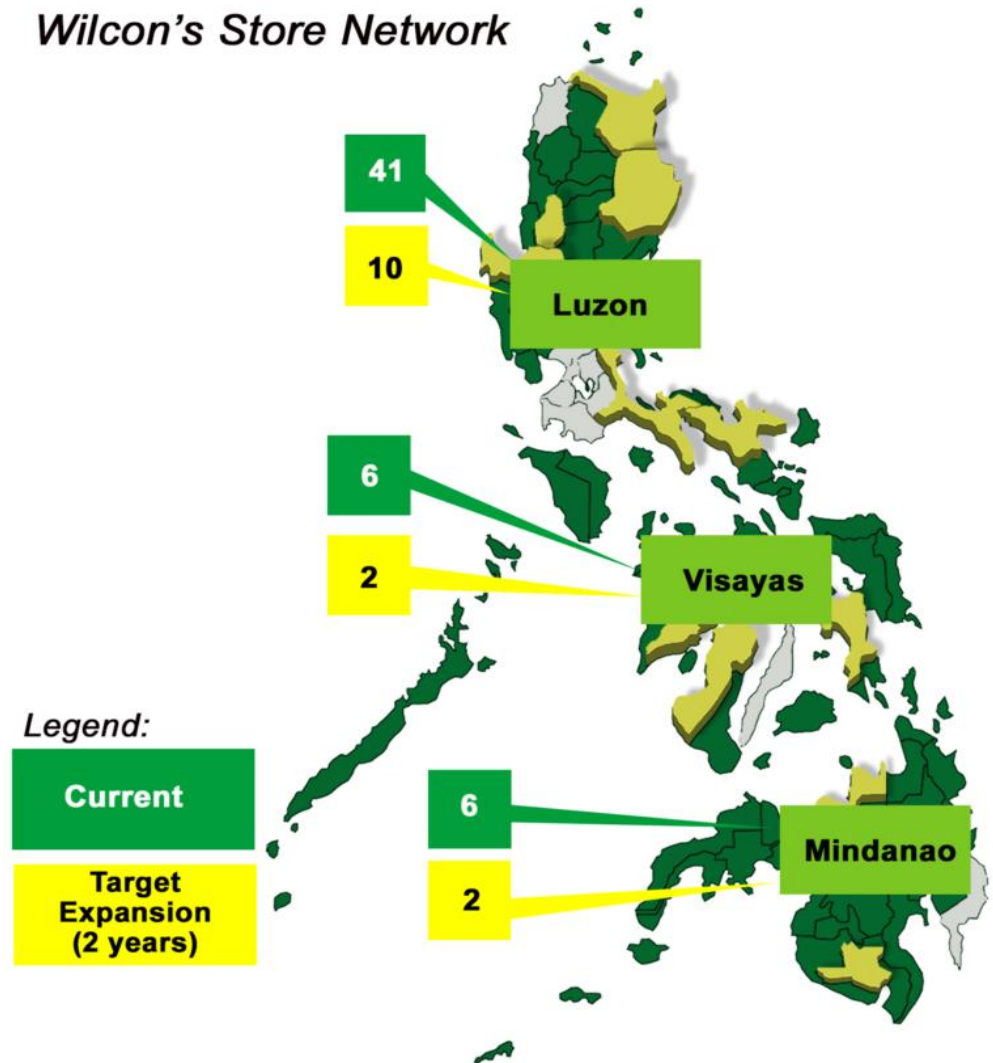 Wilcon's Store Network
41
10
Luzon
6
2
Visayas
Legend:
Current
Target
Expansion
(2 years)
6
2
Mindanao